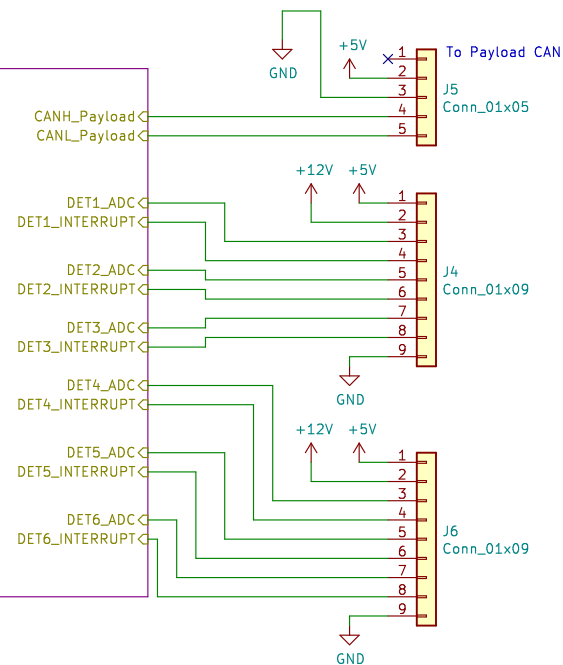 +5V
1
To Payload CAN
GND
2
3
J5
Conn_01x05
CANH_Payload
4
CANL_Payload
5
+12V
+5V
DET1_ADC
1
DET1_INTERRUPT
2
3
4
DET2_ADC
5
J4
DET2_INTERRUPT
6
Conn_01x09
DET3_ADC
7
DET3_INTERRUPT
8
9
GND
DET4_ADC
DET4_INTERRUPT
+12V
+5V
DET5_ADC
1
DET5_INTERRUPT
2
3
DET6_ADC
4
DET6_INTERRUPT
5
J6
Conn_01x09
6
7
8
9
GND